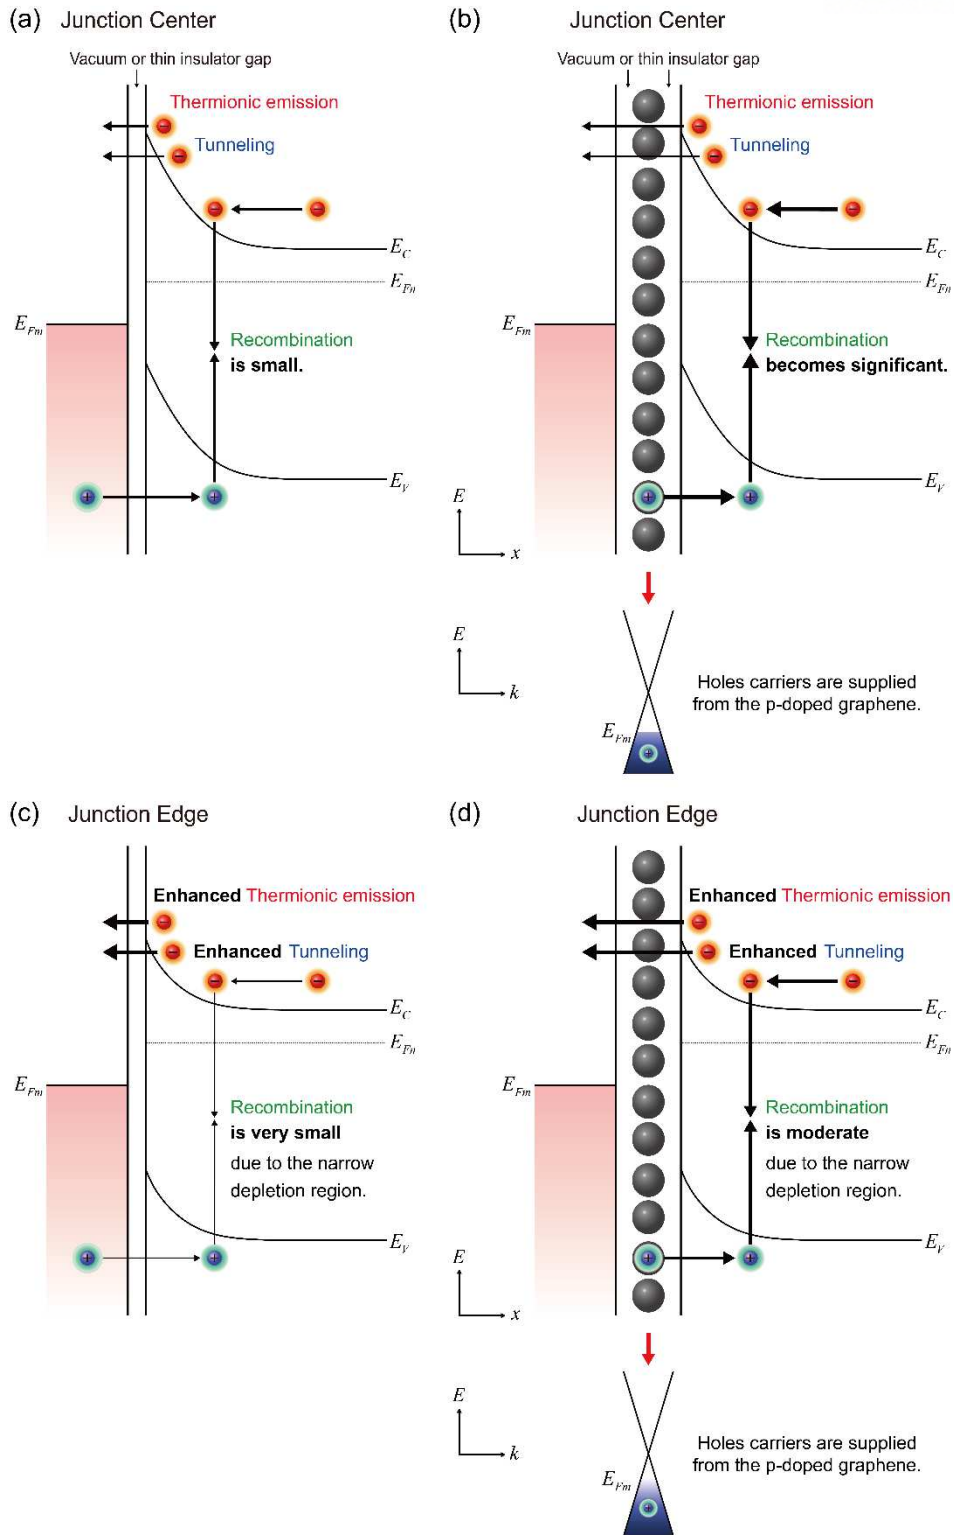 (a) Junction Center
Vacuum or thin insulator gap
Thermionic emission
Tunneling
E_C
E_Fn
E_Fm
Recombination
is small.
E_V
(b) Junction Center
Vacuum or thin insulator gap
Thermionic emission
Tunneling
E_C
E_Fn
E_Fm
Recombination
becomes significant.
E_V
E
x
E
k
Holes carriers are supplied
from the p-doped graphene.
E_Fm
(c) Junction Edge
Enhanced Thermionic emission
Enhanced Tunneling
E_C
E_Fn
E_Fm
Recombination
is very small
due to the narrow
depletion region.
E_V
(d) Junction Edge
Enhanced Thermionic emission
Enhanced Tunneling
E_C
E_Fn
E_Fm
Recombination
is moderate
due to the narrow
depletion region.
E_V
E
x
E
k
Holes carriers are supplied
from the p-doped graphene.
E_Fm